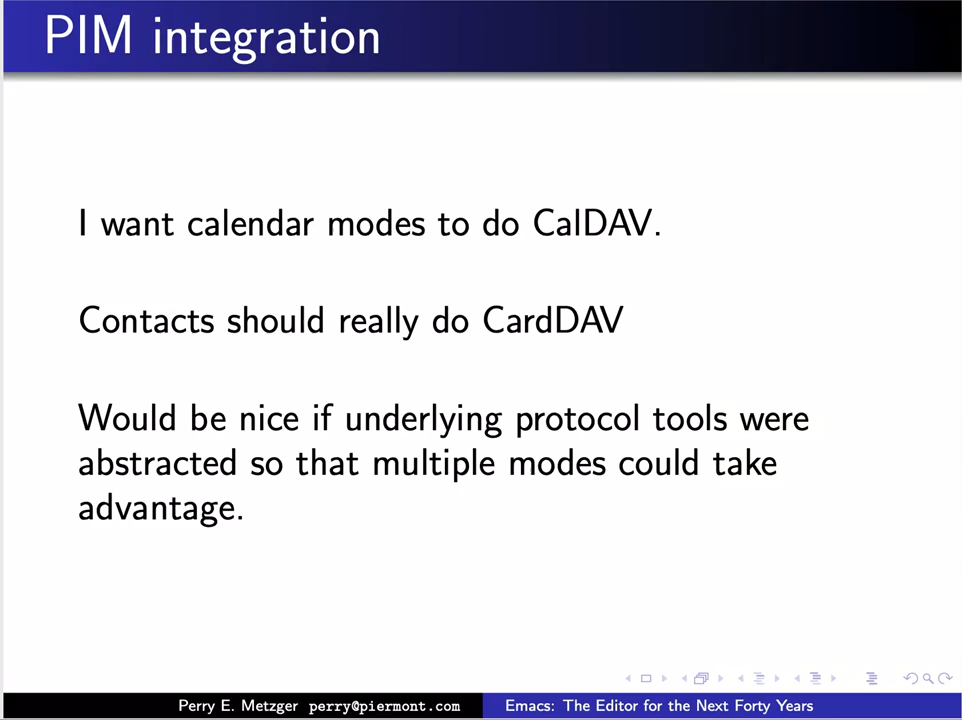 PIM integration
I want calendar modes to do CalDAV.
Contacts should really do CardDAV
Would be nice if underlying protocol tools were
abstracted so that multiple modes could take
advantage.
Perry E. Metzger perry@piermont.com
Emacs: The Editor for the Next Forty Years